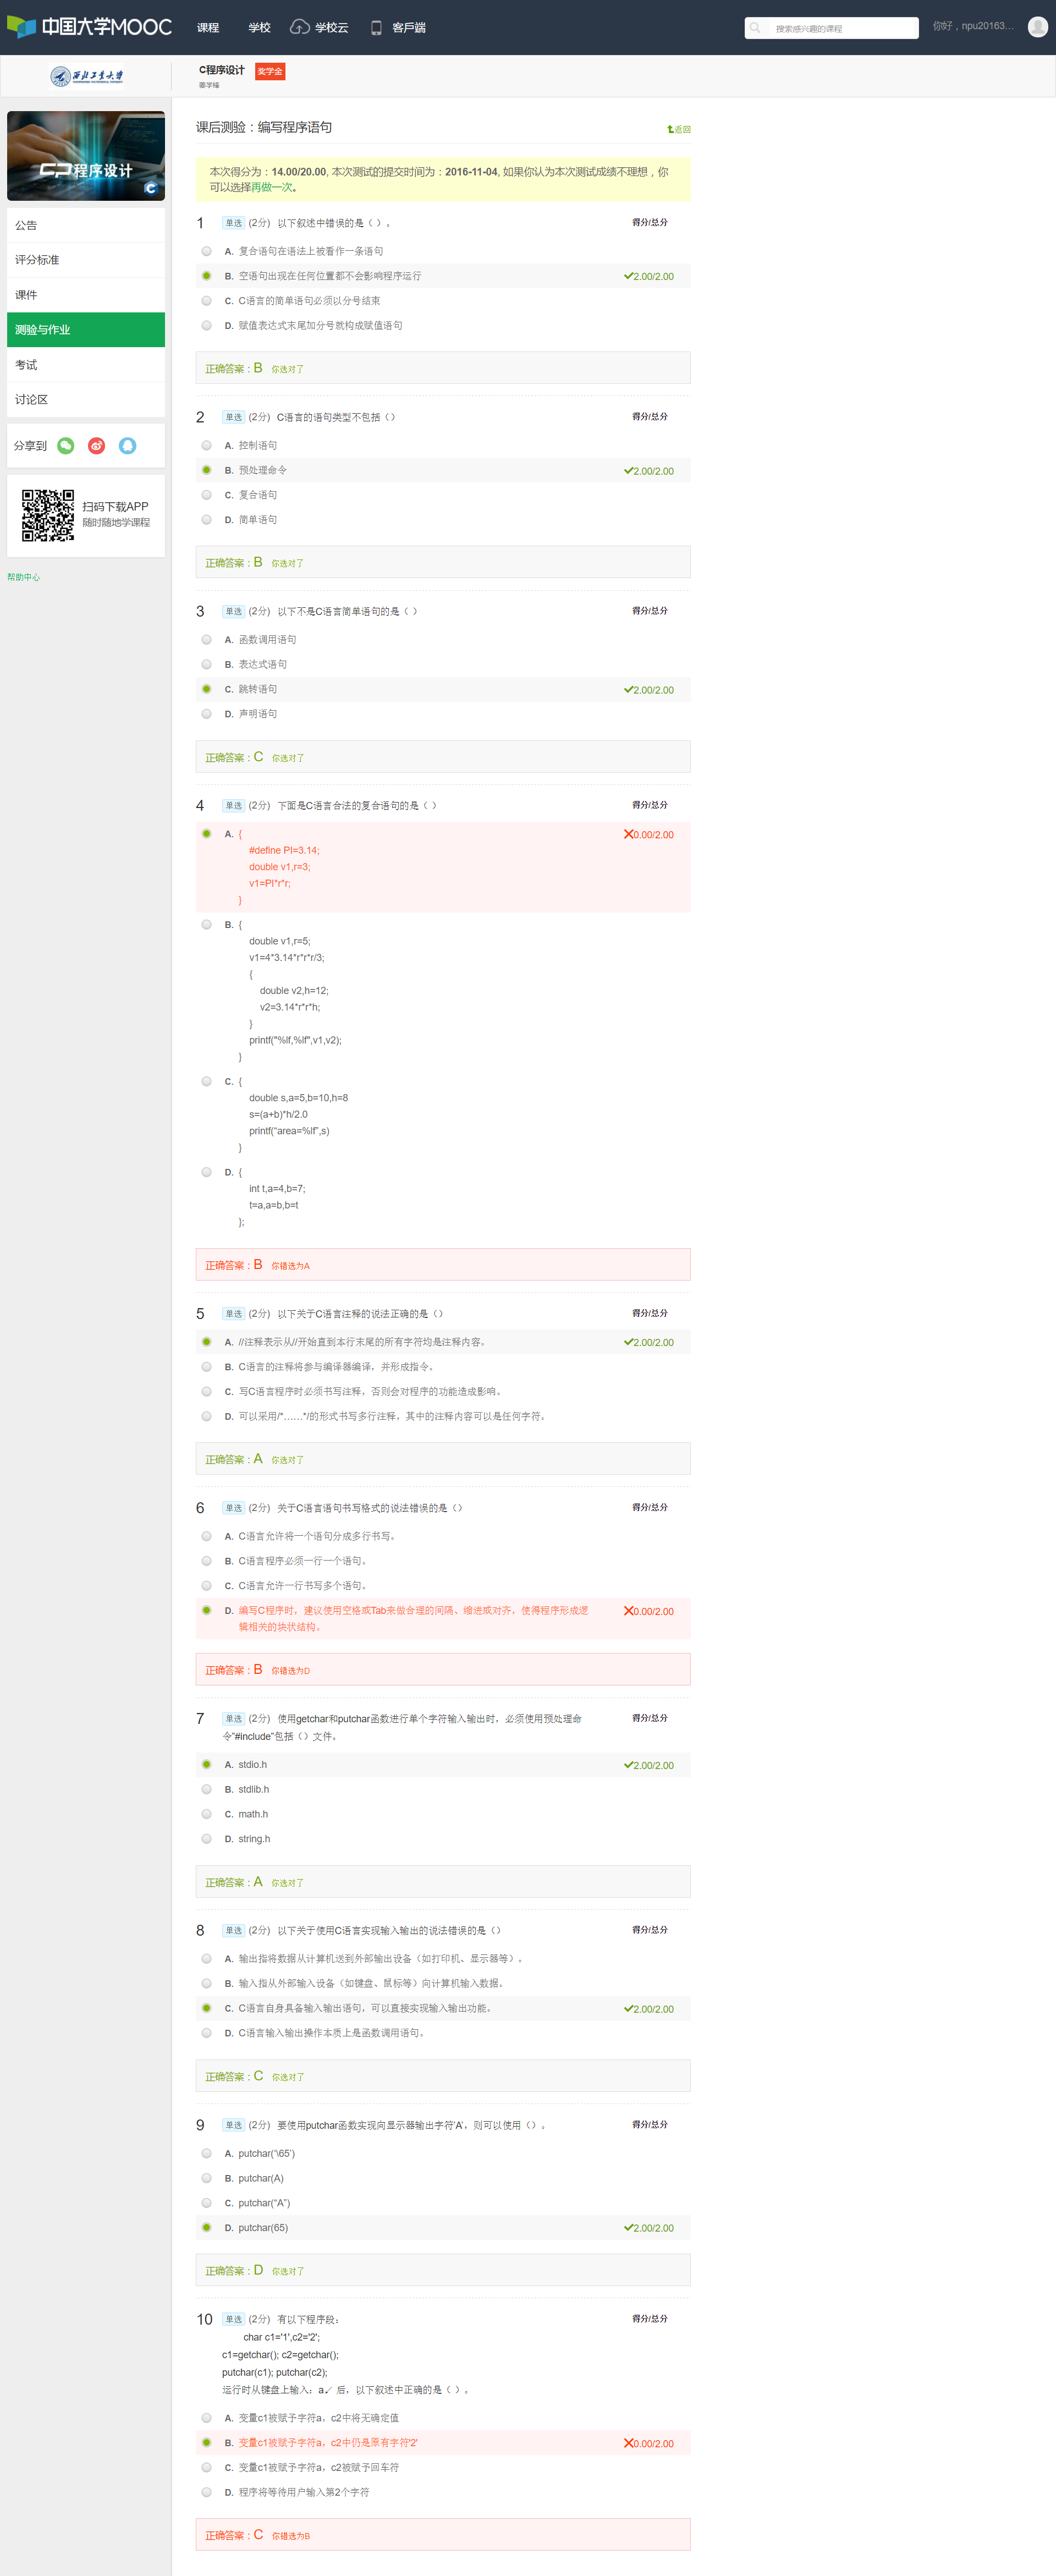 中国大学MOOC 课程 学校 学校云 客户端 搜索感兴趣的课程 你好，npu20163...
西北工业大学 C程序设计 奖学金
姜学锋
CP程序设计
C
公告
评分标准
课件
测验与作业
考试
讨论区
分享到
扫码下载APP
随时随地学课程
帮助中心
课后测验：编写程序语句 返回
本次得分为：14.00/20.00, 本次测试的提交时间为：2016-11-04, 如果你认为本次测试成绩不理想，你
可以选择再做一次。
1 单选 (2分) 以下叙述中错误的是（ ）。 得分/总分
A. 复合语句在语法上被看作一条语句
B. 空语句出现在任何位置都不会影响程序运行 2.00/2.00
C. C语言的简单语句必须以分号结束
D. 赋值表达式末尾加分号就构成赋值语句
正确答案：B 你选对了
2 单选 (2分) C语言的语句类型不包括（） 得分/总分
A. 控制语句
B. 预处理命令 2.00/2.00
C. 复合语句
D. 简单语句
正确答案：B 你选对了
3 单选 (2分) 以下不是C语言简单语句的是（ ） 得分/总分
A. 函数调用语句
B. 表达式语句
C. 跳转语句 2.00/2.00
D. 声明语句
正确答案：C 你选对了
4 单选 (2分) 下面是C语言合法的复合语句的是（ ） 得分/总分
A. { 0.00/2.00
#define PI=3.14;
double v1,r=3;
v1=PI*r*r;
}
B. {
double v1,r=5;
v1=4*3.14*r*r*r/3;
{
double v2,h=12;
v2=3.14*r*r*h;
}
printf("%lf,%lf",v1,v2);
}
C. {
double s,a=5,b=10,h=8
s=(a+b)*h/2.0
printf("area=%lf",s)
}
D. {
int t,a=4,b=7;
t=a,a=b,b=t
};
正确答案：B 你错选为A
5 单选 (2分) 以下关于C语言注释的说法正确的是（） 得分/总分
A. //注释表示从//开始直到本行末尾的所有字符均是注释内容。 2.00/2.00
B. C语言的注释将参与编译器编译，并形成指令。
C. 写C语言程序时必须书写注释，否则会对程序的功能造成影响。
D. 可以采用/*……*/的形式书写多行注释，其中的注释内容可以是任何字符。
正确答案：A 你选对了
6 单选 (2分) 关于C语言语句书写格式的说法错误的是（） 得分/总分
A. C语言允许将一个语句分成多行书写。
B. C语言程序必须一行一个语句。
C. C语言允许一行书写多个语句。
D. 编写C程序时，建议使用空格或Tab来做合理的间隔、缩进或对齐，使得程序形成逻 0.00/2.00
辑相关的块状结构。
正确答案：B 你错选为D
7 单选 (2分) 使用getchar和putchar函数进行单个字符输入输出时，必须使用预处理命 得分/总分
令"#include"包括（）文件。
A. stdio.h 2.00/2.00
B. stdlib.h
C. math.h
D. string.h
正确答案：A 你选对了
8 单选 (2分) 以下关于使用C语言实现输入输出的说法错误的是（） 得分/总分
A. 输出指将数据从计算机送到外部输出设备（如打印机、显示器等）。
B. 输入指从外部输入设备（如键盘、鼠标等）向计算机输入数据。
C. C语言自身具备输入输出语句，可以直接实现输入输出功能。 2.00/2.00
D. C语言输入输出操作本质上是函数调用语句。
正确答案：C 你选对了
9 单选 (2分) 要使用putchar函数实现向显示器输出字符'A'，则可以使用（）。 得分/总分
A. putchar('\65')
B. putchar(A)
C. putchar("A")
D. putchar(65) 2.00/2.00
正确答案：D 你选对了
10 单选 (2分) 有以下程序段： 得分/总分
char c1='1',c2='2';
c1=getchar(); c2=getchar();
putchar(c1); putchar(c2);
运行时从键盘上输入：a↙ 后，以下叙述中正确的是（ ）。
A. 变量c1被赋予字符a，c2中将无确定值
B. 变量c1被赋予字符a，c2中仍是原有字符'2' 0.00/2.00
C. 变量c1被赋予字符a，c2被赋予回车符
D. 程序将等待用户输入第2个字符
正确答案：C 你错选为B